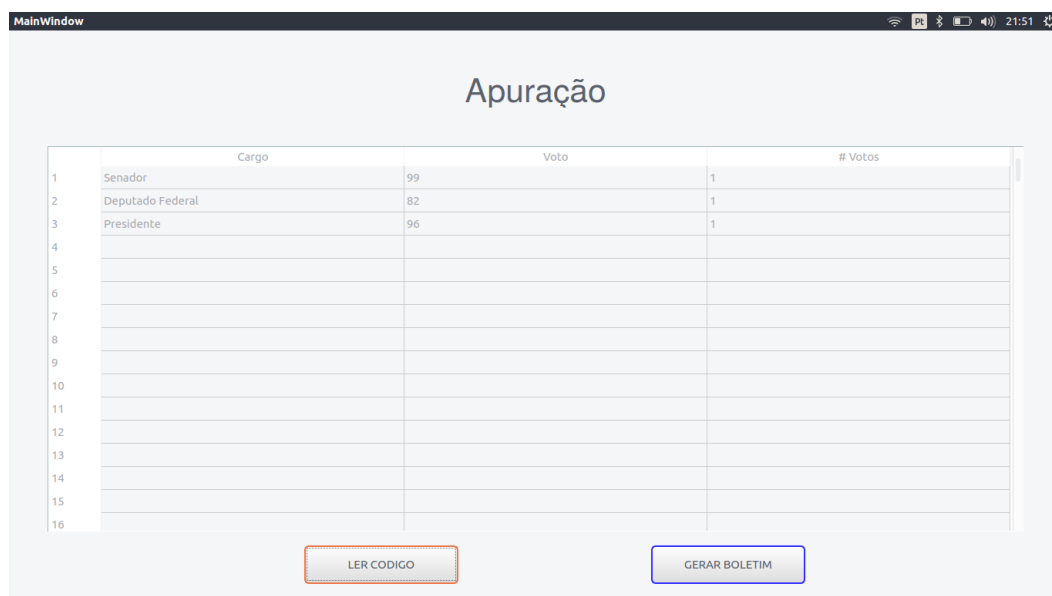 MainWindow Pt 21:51
Apuração
Cargo Voto # Votos
1 Senador 99 1
2 Deputado Federal 82 1
3 Presidente 96 1
4
5
6
7
8
9
10
11
12
13
14
15
16
LER CODIGO GERAR BOLETIM